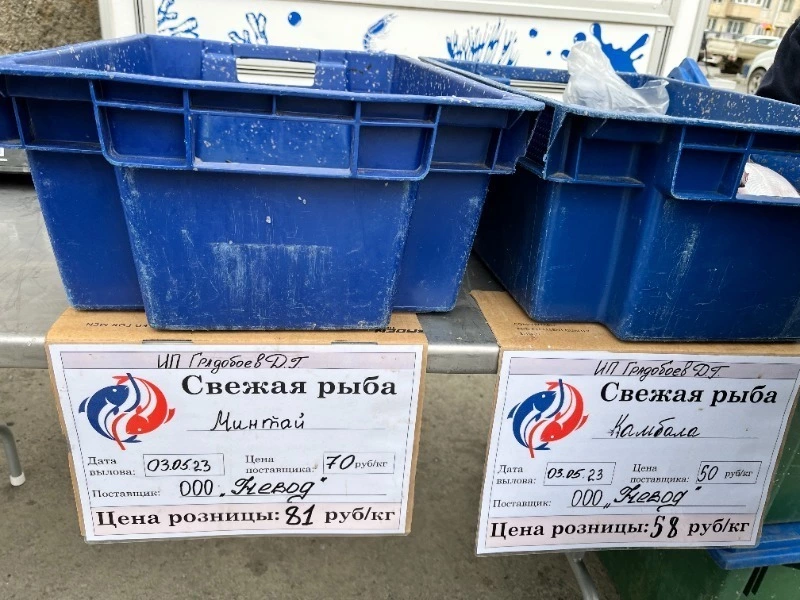 ИП Грядобоев Д.Г
Свежая рыба
Минтай
Дата вылова: 03.05.23
Цена поставщика: 70 руб/кг
Поставщик: ООО „Невод"
Цена розницы: 81 руб/кг
ИП Грядобоев Д.Г
Свежая рыба
Камбала
Дата вылова: 03.05.23
Цена поставщика: 50 руб/кг
Поставщик: ООО „Невод"
Цена розницы: 58 руб/кг